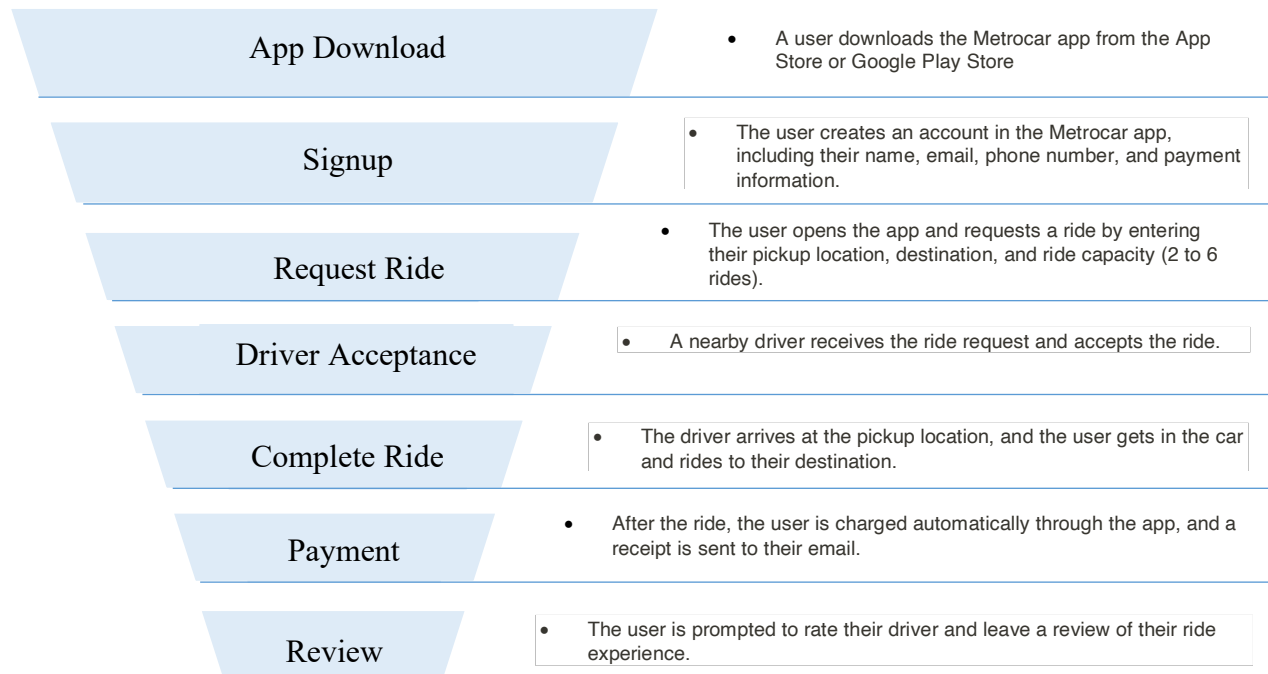 App Download
• A user downloads the Metrocar app from the App
Store or Google Play Store
Signup
• The user creates an account in the Metrocar app,
including their name, email, phone number, and payment
information.
Request Ride
• The user opens the app and requests a ride by entering
their pickup location, destination, and ride capacity (2 to 6
rides).
Driver Acceptance
• A nearby driver receives the ride request and accepts the ride.
Complete Ride
• The driver arrives at the pickup location, and the user gets in the car
and rides to their destination.
Payment
• After the ride, the user is charged automatically through the app, and a
receipt is sent to their email.
Review
• The user is prompted to rate their driver and leave a review of their ride
experience.